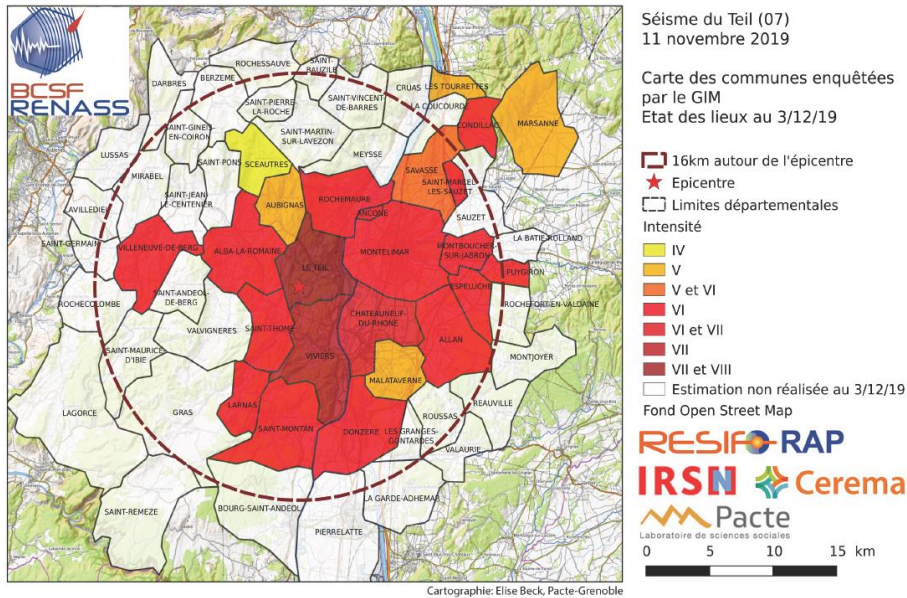 BCSF
RENASS
Séisme du Teil (07)
11 novembre 2019
Carte des communes enquêtées
par le GIM
Etat des lieux au 3/12/19
16km autour de l'épicentre
Epicentre
Limites départementales
Intensité
IV
V
V et VI
VI
VI et VII
VII
VII et VIII
Estimation non réalisée au 3/12/19
Fond Open Street Map
RESIF RAP
IRSN
Cerema
Pacte
Laboratoire de sciences sociales
0 5 10 15 km
Cartographie: Elise Beck, Pacte-Grenoble
ROCHESSAUVE
SAINT-
BAUZILE
BERZEME
DARBRES
CRUAS
LES TOURRETTES
LA COUCOURDE
SAINT-PIERRE
LA-ROCHE
SAINT-VINCENT
DE-BARRES
CONDILLAC
MARSANNE
SAINT-GINEIS
EN-COIRON
SAINT-MARTIN
SUR-LAVEZON
LUSSAS
MEYSSE
SAINT-PONS
SCEAUTRES
SAVASSE
MIRABEL
SAINT-MARCEL
LES-SAUZET
SAINT-JEAN
LE-CENTENIER
AUBIGNAS
ROCHEMAURE
ANCONE
SAUZET
SAINT-GERMAIN
VILLENEUVE-DE-BERG
ALBA-LA-ROMAINE
MONTELIMAR
MONTBOUCHER
SUR-JABRON
LA BATIE-ROLLAND
LE TEIL
PUYGIRON
ESPELUCHE
ROCHECOLOMBE
SAINT-ANDEOL
DE-BERG
ROCHEFORT-EN-VALDAINE
VALVIGNERES
SAINT-THOME
CHATEAUNEUF
DU-RHONE
ALLAN
SAINT-MAURICE
D'IBIE
VIVIERS
MONTJOYER
MALATAVERNE
LAGORCE
GRAS
LARNAS
REAUVILLE
ROUSSAS
SAINT-MONTAN
DONZERE
LES GRANGES-
GONTARDES
VALAURIE
SAINT-REMEZE
BOURG-SAINT-ANDEOL
LA GARDE-ADHEMAR
PIERRELATTE